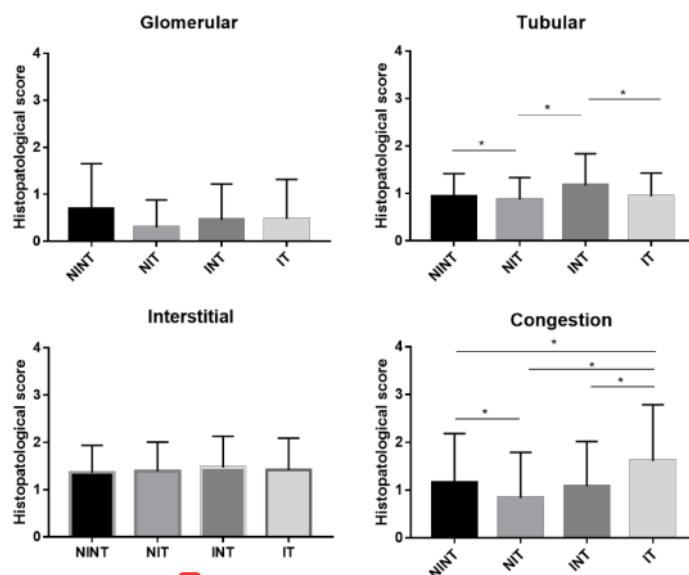 Glomerular
Histopatological score
4
3
2
1
0
NINT
NIT
INT
IT
Tubular
Histopatological score
4
3
2
1
0
*
*
*
NINT
NIT
INT
IT
Interstitial
Histopatological score
4
3
2
1
0
NINT
NIT
INT
IT
Congestion
Histopatological score
4
3
2
1
0
*
*
*
*
NINT
NIT
INT
IT